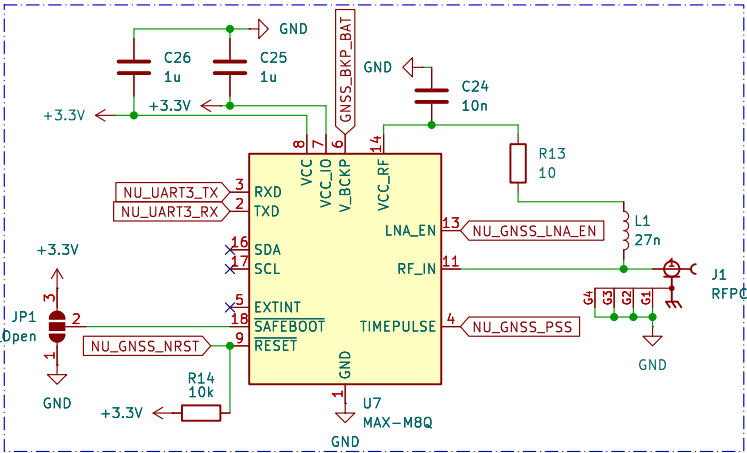 GND
GNSS_BKP_BAT
C26
1u
C25
1u
GND
C24
10n
+3.3V
+3.3V
8
7
6
14
VCC
VCC_IO
V_BCKP
VCC_RF
R13
10
NU_UART3_TX
3
RXD
NU_UART3_RX
2
TXD
LNA_EN
13
NU_GNSS_LNA_EN
L1
27n
16
SDA
17
SCL
RF_IN
11
J1
RFPC
+3.3V
G4
G3
G2
G1
3
5
EXTINT
JP1
Open
2
18
SAFEBOOT
TIMEPULSE
4
NU_GNSS_PSS
NU_GNSS_NRST
9
RESET
1
GND
GND
GND
R14
10k
+3.3V
1
U7
MAX-M8Q
GND